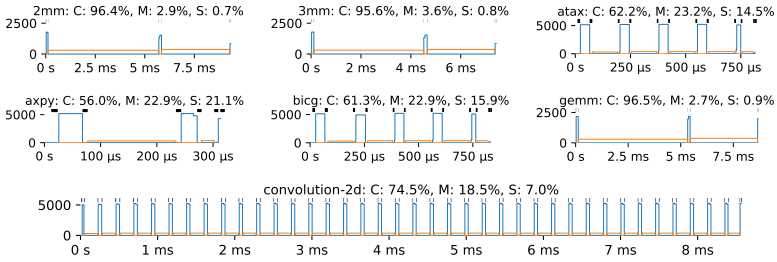 2mm: C: 96.4%, M: 2.9%, S: 0.7%
2500
0
0 s 2.5 ms 5 ms 7.5 ms
3mm: C: 95.6%, M: 3.6%, S: 0.8%
2500
0
0 s 2 ms 4 ms 6 ms
atax: C: 62.2%, M: 23.2%, S: 14.5%
5000
0
0 s 250 µs 500 µs 750 µs
axpy: C: 56.0%, M: 22.9%, S: 21.1%
5000
0
0 s 100 µs 200 µs 300 µs
bicg: C: 61.3%, M: 22.9%, S: 15.9%
5000
0
0 s 250 µs 500 µs 750 µs
gemm: C: 96.5%, M: 2.7%, S: 0.9%
2500
0
0 s 2.5 ms 5 ms 7.5 ms
convolution-2d: C: 74.5%, M: 18.5%, S: 7.0%
5000
0
0 s 1 ms 2 ms 3 ms 4 ms 5 ms 6 ms 7 ms 8 ms